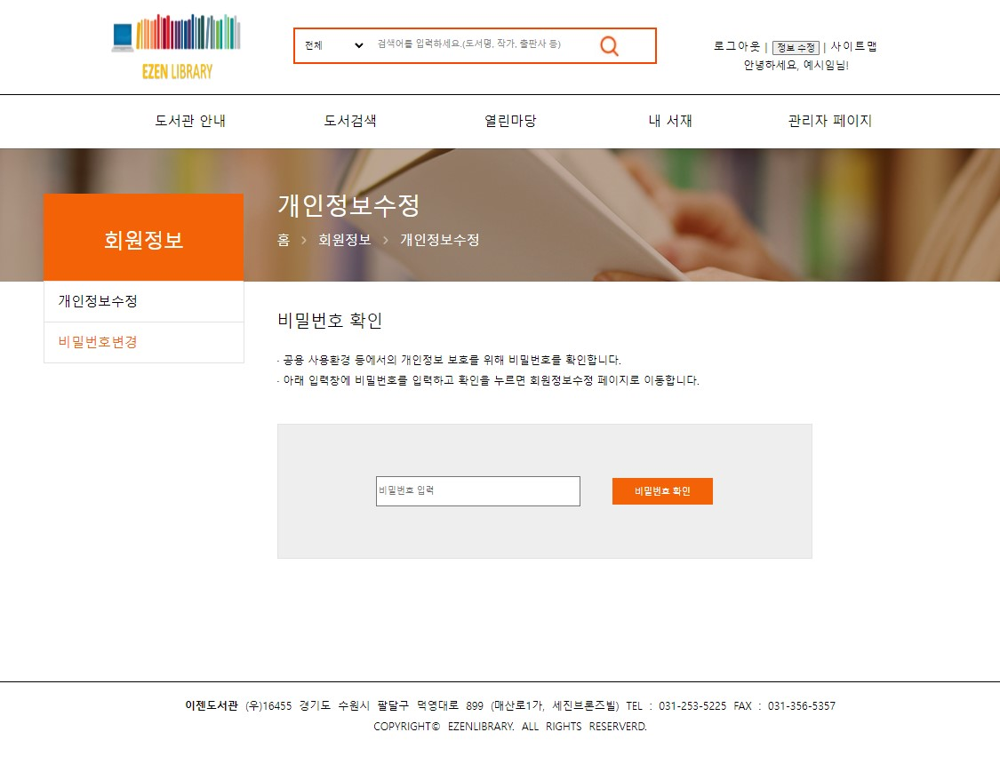 EZEN LIBRARY
전체 검색어를 입력하세요.(도서명, 작가, 출판사 등)
로그아웃 | 정보 수정 | 사이트맵
안녕하세요, 예시임님!
도서관 안내 도서검색 열린마당 내 서재 관리자 페이지
개인정보수정
홈 > 회원정보 > 개인정보수정
회원정보
개인정보수정
비밀번호변경
비밀번호 확인
· 공용 사용환경 등에서의 개인정보 보호를 위해 비밀번호를 확인합니다.
· 아래 입력창에 비밀번호를 입력하고 확인을 누르면 회원정보수정 페이지로 이동합니다.
비밀번호 입력 비밀번호 확인
이젠도서관 (우)16455 경기도 수원시 팔달구 덕영대로 899 (매산로1가, 세진브론즈빌) TEL : 031-253-5225 FAX : 031-356-5357
COPYRIGHT© EZENLIBRARY. ALL RIGHTS RESERVERD.